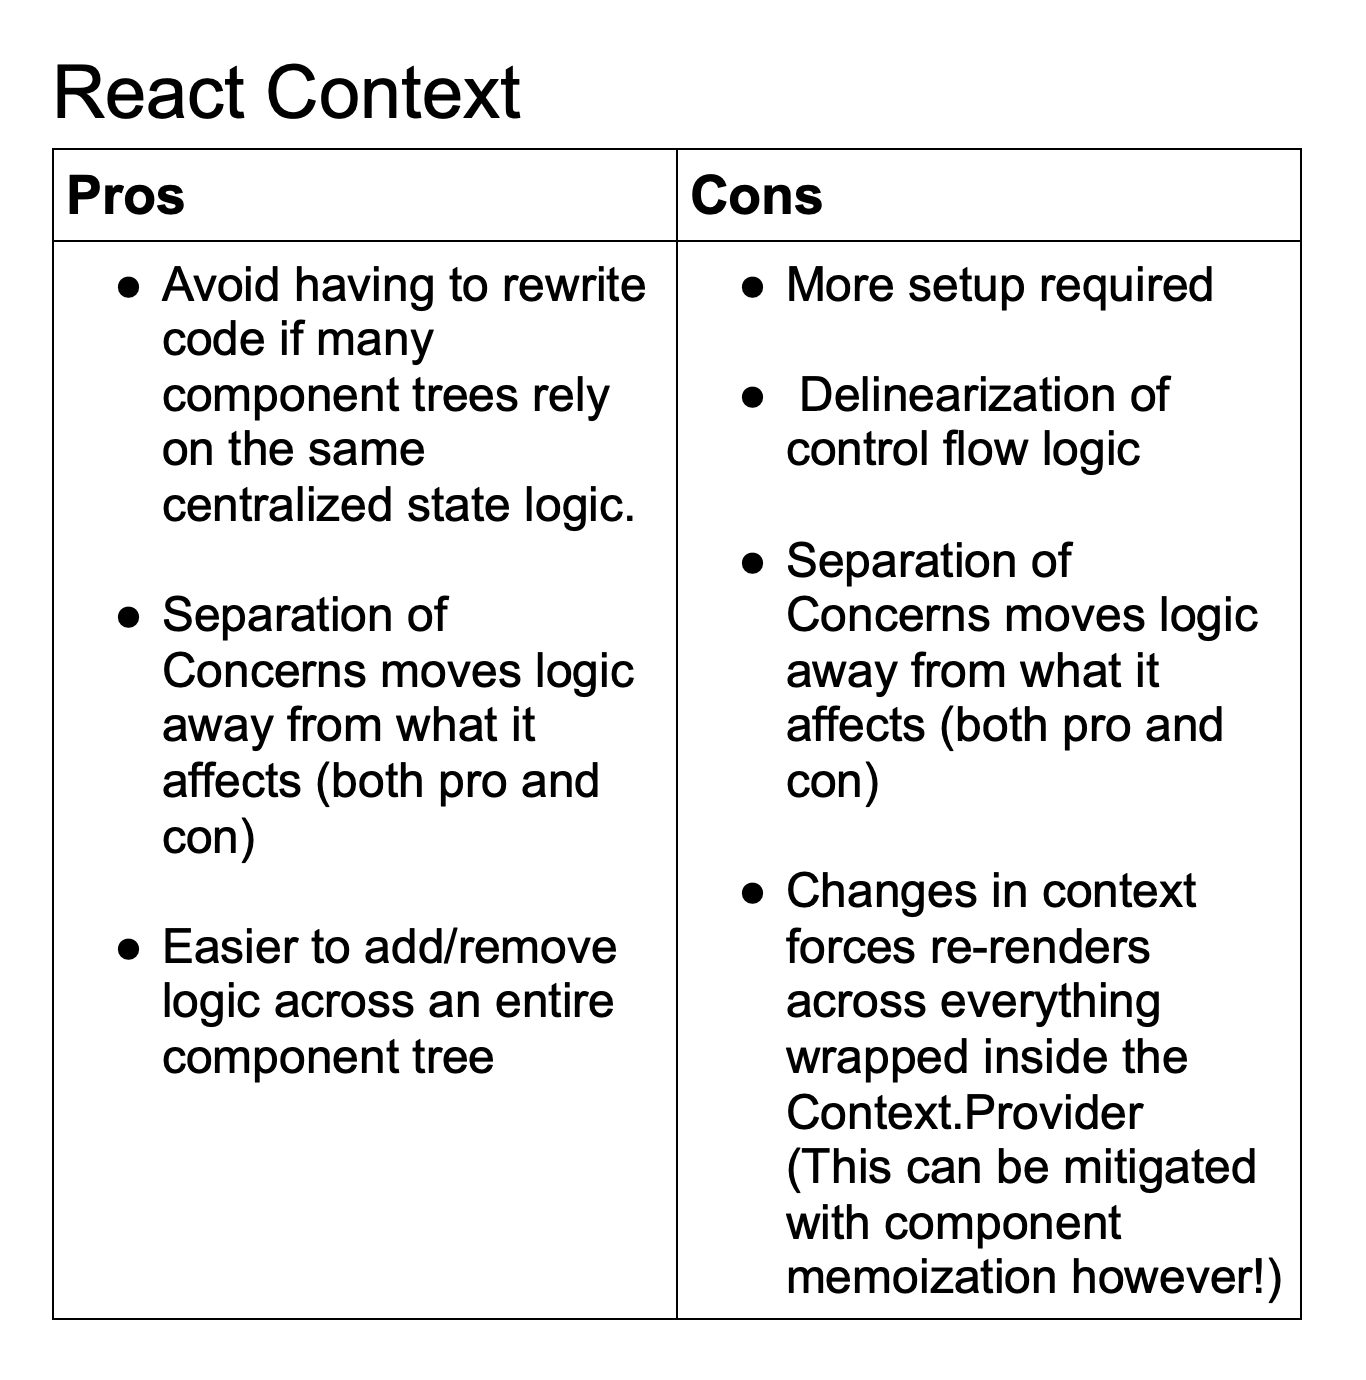 React Context
Pros
Avoid having to rewrite
code if many
component trees rely
on the same
centralized state logic.
Separation of
Concerns moves logic
away from what it
affects (both pro and
con)
Easier to add/remove
logic across an entire
component tree
Cons
More setup required
Delinearization of
control flow logic
Separation of
Concerns moves logic
away from what it
affects (both pro and
con)
Changes in context
forces re-renders
across everything
wrapped inside the
Context.Provider
(This can be mitigated
with component
memoization however!)